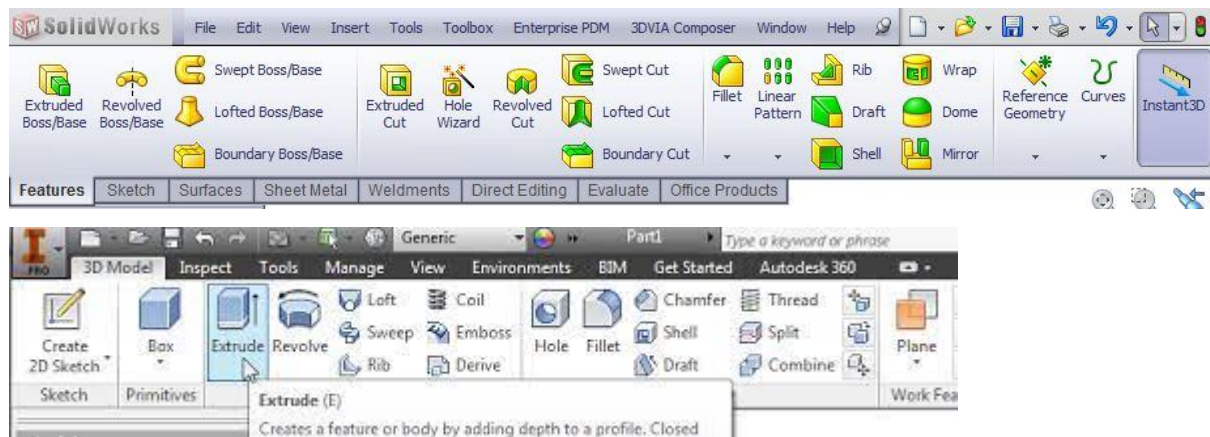 SolidWorks File Edit View Insert Tools Toolbox Enterprise PDM 3DVIA Composer Window Help
Extruded Boss/Base
Revolved Boss/Base
Swept Boss/Base
Lofted Boss/Base
Boundary Boss/Base
Extruded Cut
Hole Wizard
Revolved Cut
Swept Cut
Lofted Cut
Boundary Cut
Fillet
Linear Pattern
Rib
Draft
Shell
Wrap
Dome
Mirror
Reference Geometry
Curves
Instant3D
Features Sketch Surfaces Sheet Metal Weldments Direct Editing Evaluate Office Products
Generic Part1 Type a keyword or phrase
PRO 3D Model Inspect Tools Manage View Environments BIM Get Started Autodesk 360
Create 2D Sketch
Box
Extrude
Revolve
Loft
Sweep
Rib
Coil
Emboss
Derive
Hole
Fillet
Chamfer
Shell
Draft
Thread
Split
Combine
Plane
Sketch Primitives Work Fea
Extrude (E)
Creates a feature or body by adding depth to a profile. Closed